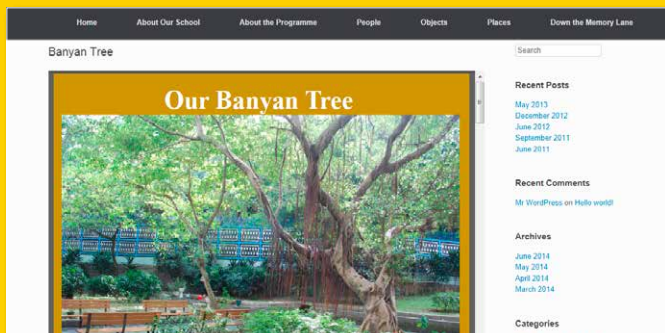 Home About Our School About the Programme People Objects Places Down the Memory Lane
Banyan Tree
Our Banyan Tree
Search
Recent Posts
May 2013
December 2012
June 2012
September 2011
June 2011
Recent Comments
Mr WordPress on Hello world!
Archives
June 2014
May 2014
April 2014
March 2014
Categories